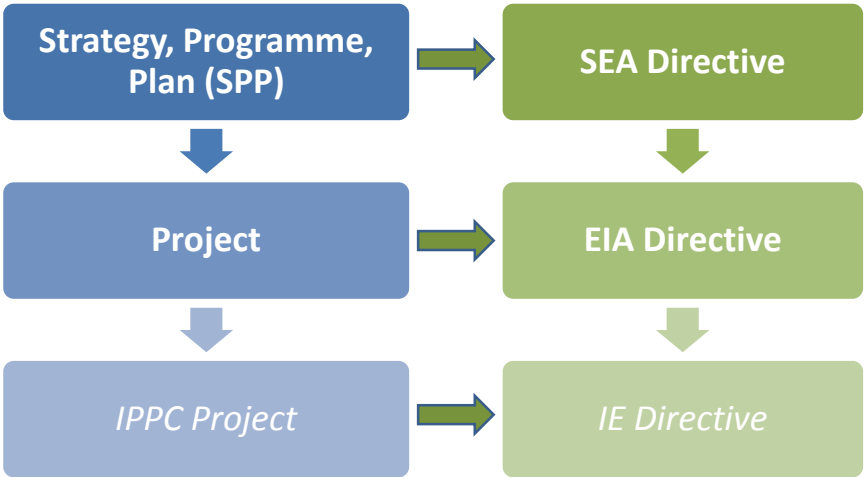 Strategy, Programme,
Plan (SPP)
SEA Directive
Project
EIA Directive
IPPC Project
IE Directive